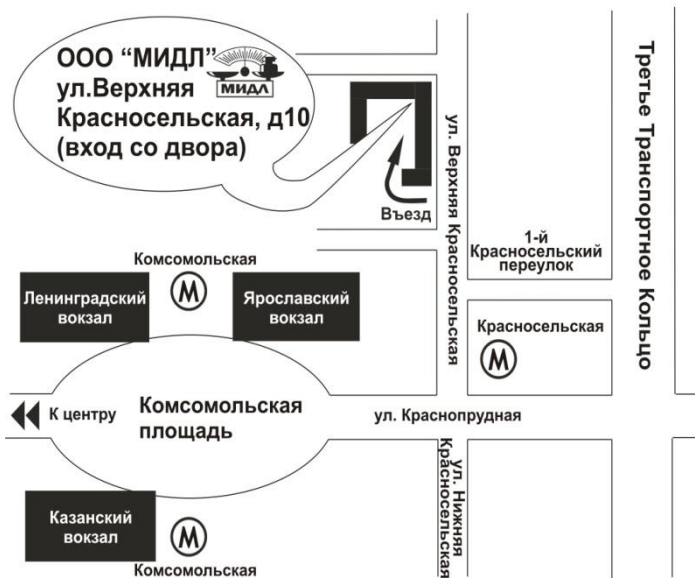 ООО “МИДЛ”
ул.Верхняя
Красносельская, д10
(вход со двора)
МИДЛ
Въезд
ул. Верхняя Красносельская
Третье Транспортное Кольцо
1-й
Красносельский
переулок
Комсомольская
М
Ленинградский
вокзал
Ярославский
вокзал
Красносельская
М
К центру
Комсомольская
площадь
ул. Краснопрудная
ул. Нижняя
Красносельская
Казанский
вокзал
М
Комсомольская